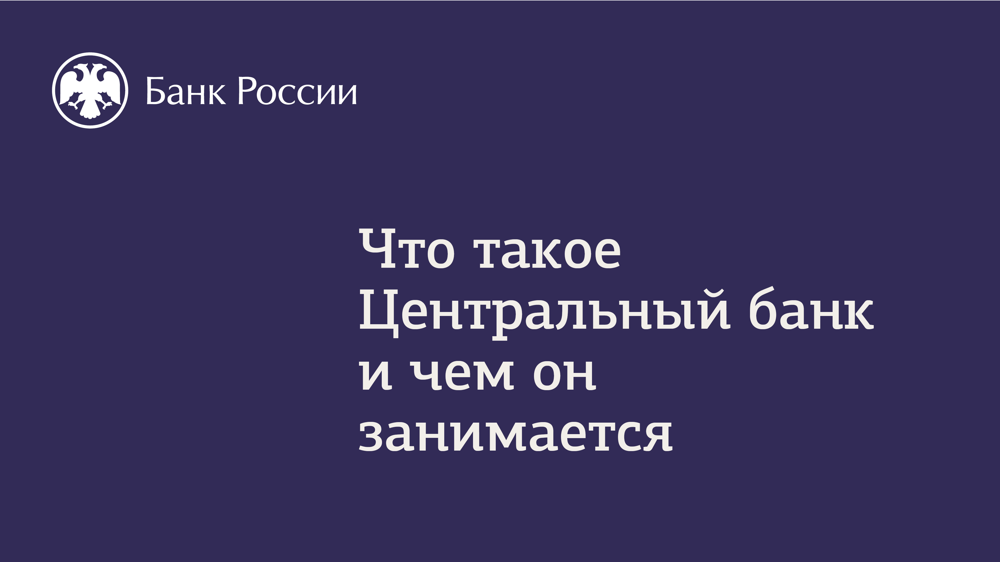 Банк России
Что такое
Центральный банк
и чем он
занимается